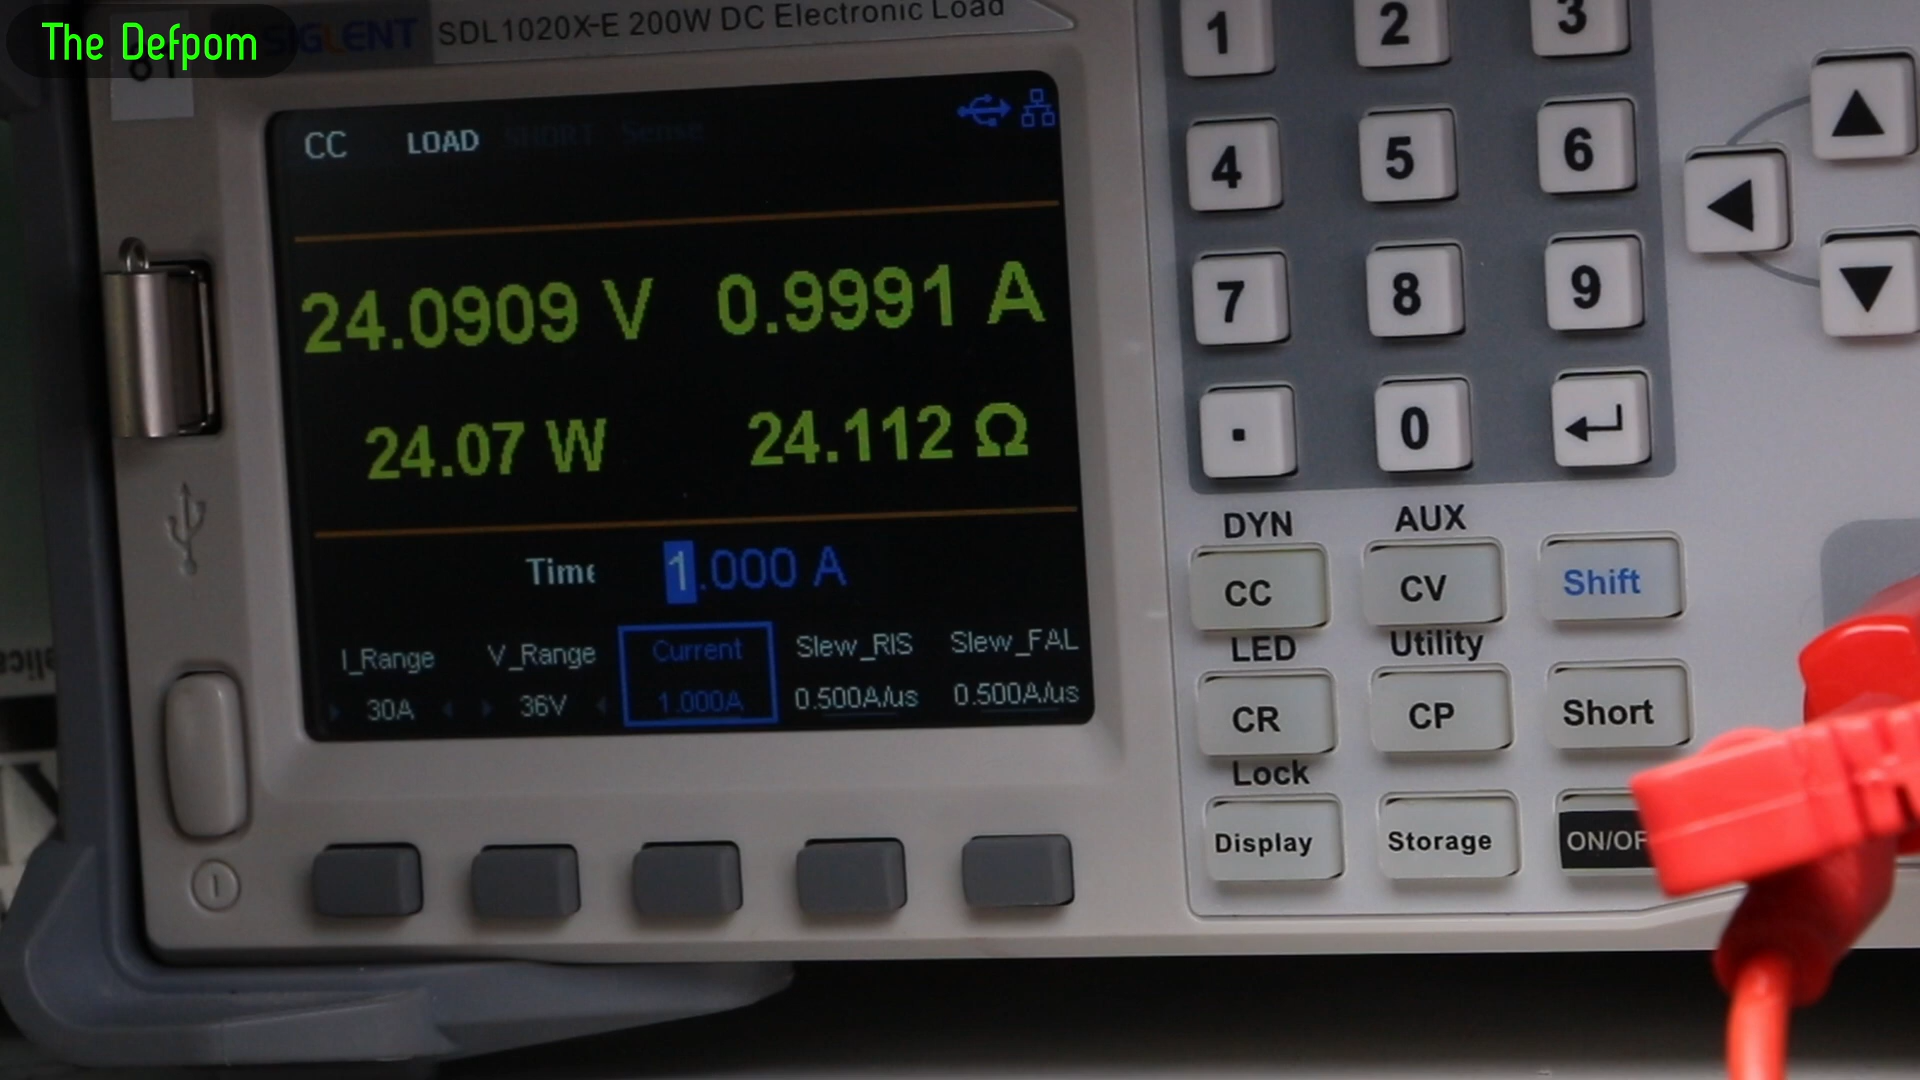 The Defpom
SIGLENT SDL1020X-E 200W DC Electronic Load
CC LOAD SHORT Sense
24.0909 V 0.9991 A
24.07 W 24.112 Ω
Time 1.000 A
I_Range V_Range Current Slew_RIS Slew_FAL
30A 36V 1.000A 0.500A/us 0.500A/us
1 2 3
4 5 6
7 8 9
. 0
DYN AUX
CC CV Shift
LED Utility
CR CP Short
Lock
Display Storage ON/OF